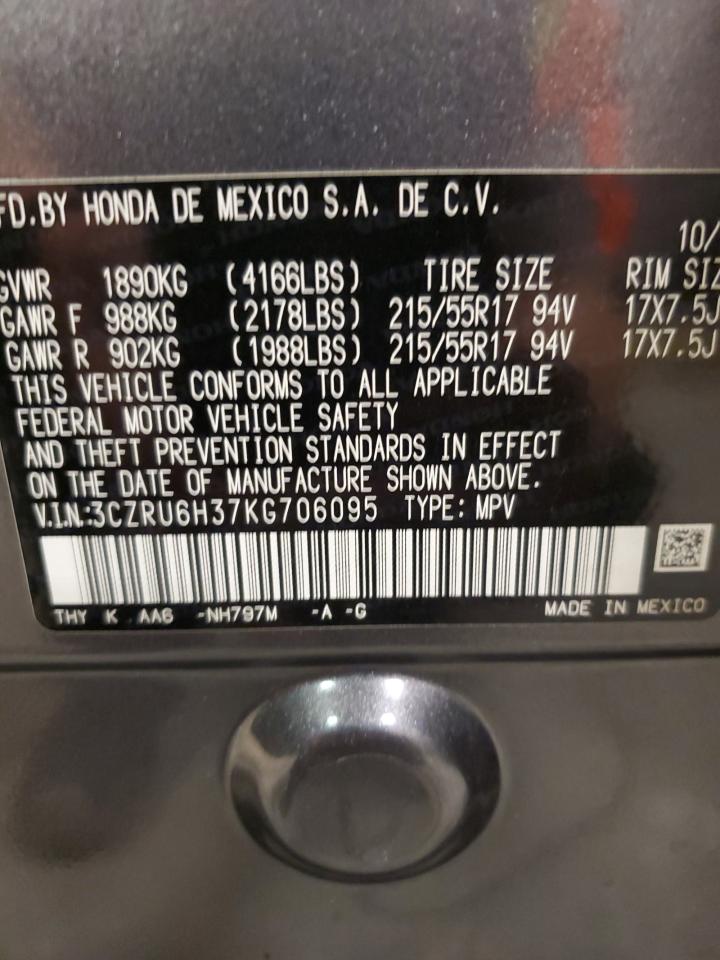 FD.BY HONDA DE MEXICO S.A. DE C.V.
10/
GVWR 1890KG (4166LBS) TIRE SIZE RIM SIZ
GAWR F 988KG (2178LBS) 215/55R17 94V 17X7.5J
GAWR R 902KG (1988LBS) 215/55R17 94V 17X7.5J
THIS VEHICLE CONFORMS TO ALL APPLICABLE
FEDERAL MOTOR VEHICLE SAFETY
AND THEFT PREVENTION STANDARDS IN EFFECT
ON THE DATE OF MANUFACTURE SHOWN ABOVE.
V.I.N.:3CZRU6H37KG706095 TYPE: MPV
THY K AA6 -NH797M -A -G MADE IN MEXICO